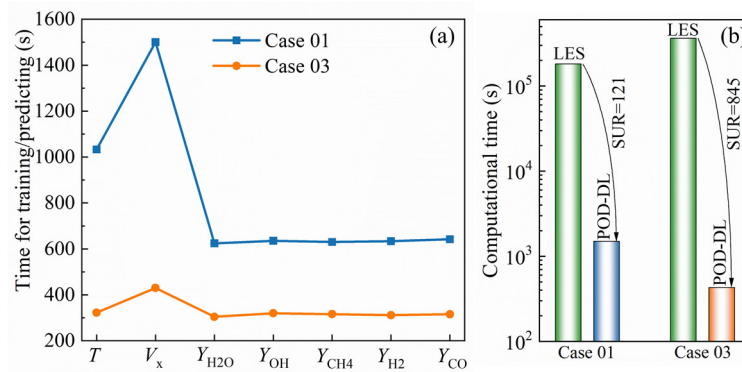 1600
1400
1200
1000
800
600
400
200
Time for training/predicting (s)
Case 01
Case 03
(a)
T
Vx
YH2O
YOH
YCH4
YH2
YCO
(b)
Computational time (s)
10^5
10^4
10^3
10^2
LES
SUR=121
POD-DL
LES
SUR=845
POD-DL
Case 01
Case 03